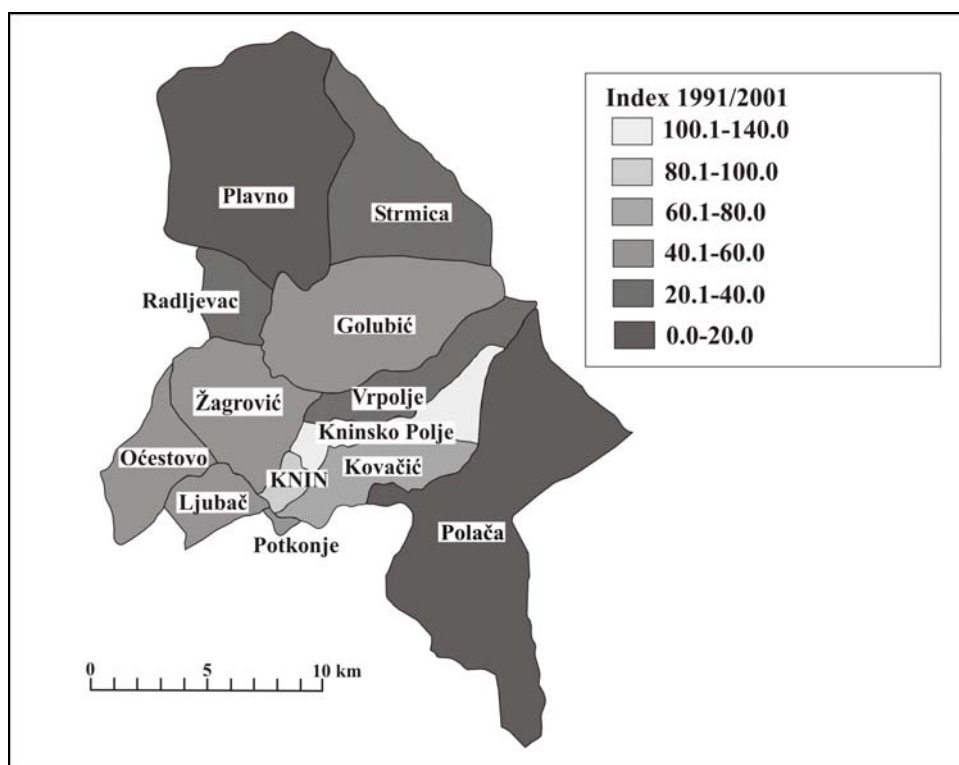 Index 1991/2001
100.1-140.0
80.1-100.0
60.1-80.0
40.1-60.0
20.1-40.0
0.0-20.0
Plavno
Strmica
Radljevac
Golubić
Vrpolje
Žagrović
Kninsko Polje
Oćestovo
KNIN
Kovačić
Ljubač
Potkonje
Polača
0 5 10 km